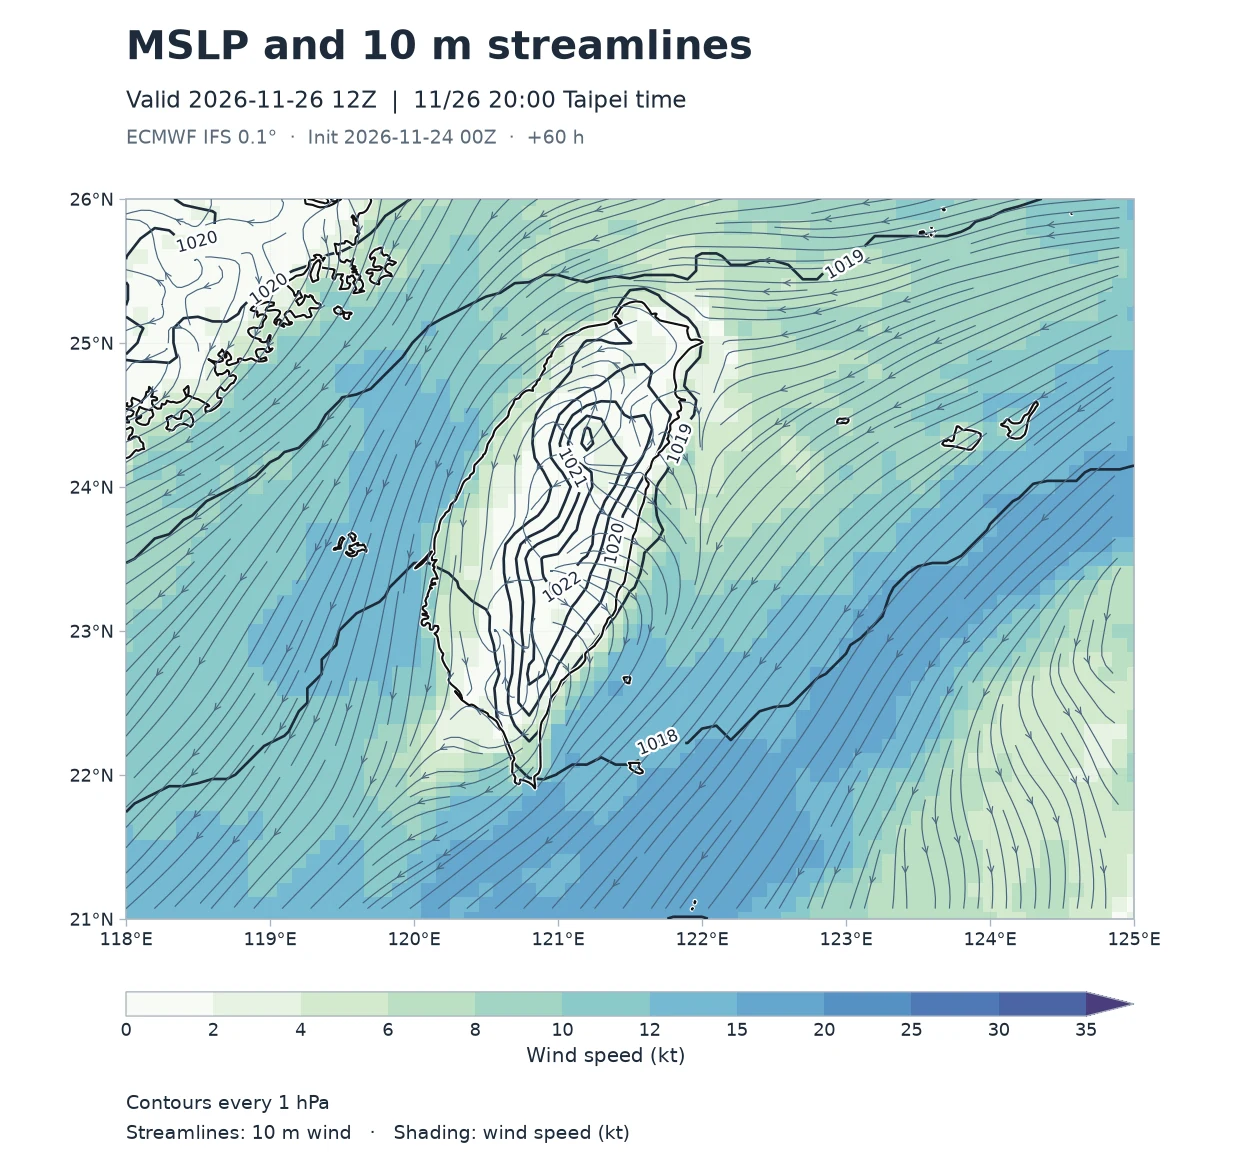 MSLP and 10 m streamlines
Valid 2026-11-26 12Z | 11/26 20:00 Taipei time
ECMWF IFS 0.1° · Init 2026-11-24 00Z · +60 h
26°N
25°N
24°N
23°N
22°N
21°N
1020
1020
1019
1019
1021
1020
1022
1018
118°E 119°E 120°E 121°E 122°E 123°E 124°E 125°E
0 2 4 6 8 10 12 15 20 25 30 35
Wind speed (kt)
Contours every 1 hPa
Streamlines: 10 m wind · Shading: wind speed (kt)